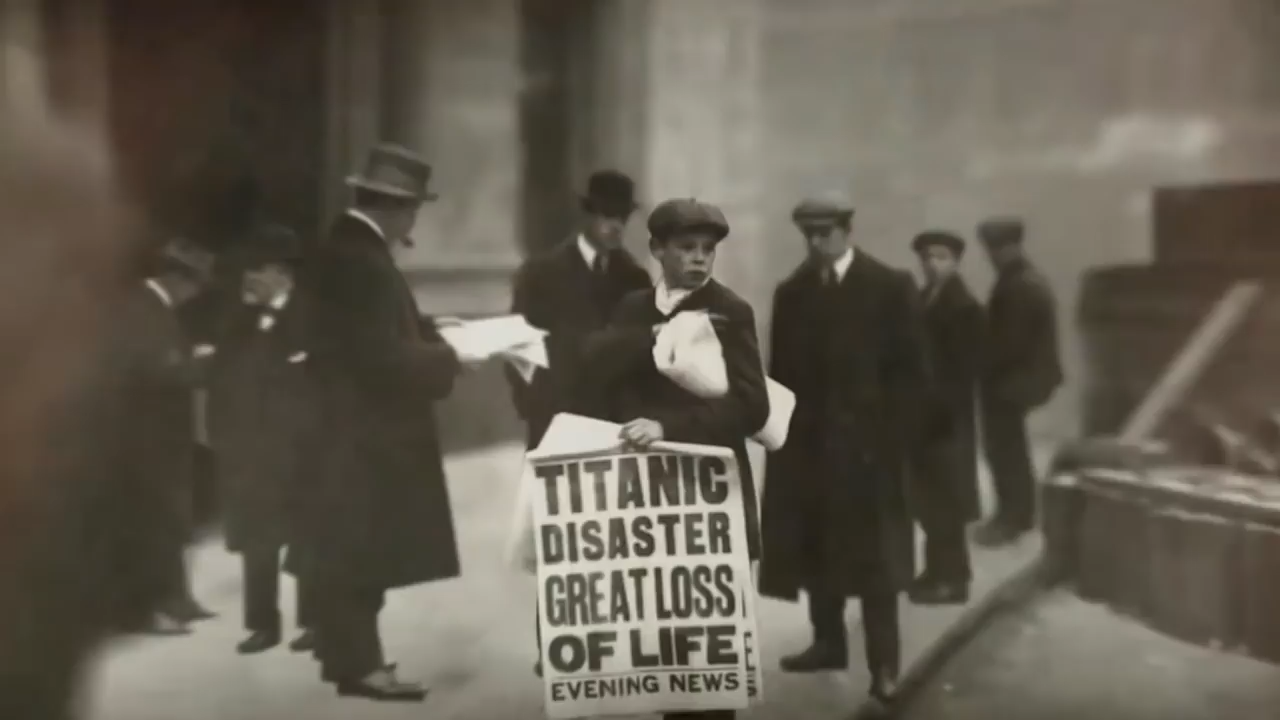 TITANIC
DISASTER
GREAT LOSS
OF LIFE
EVENING NEWS